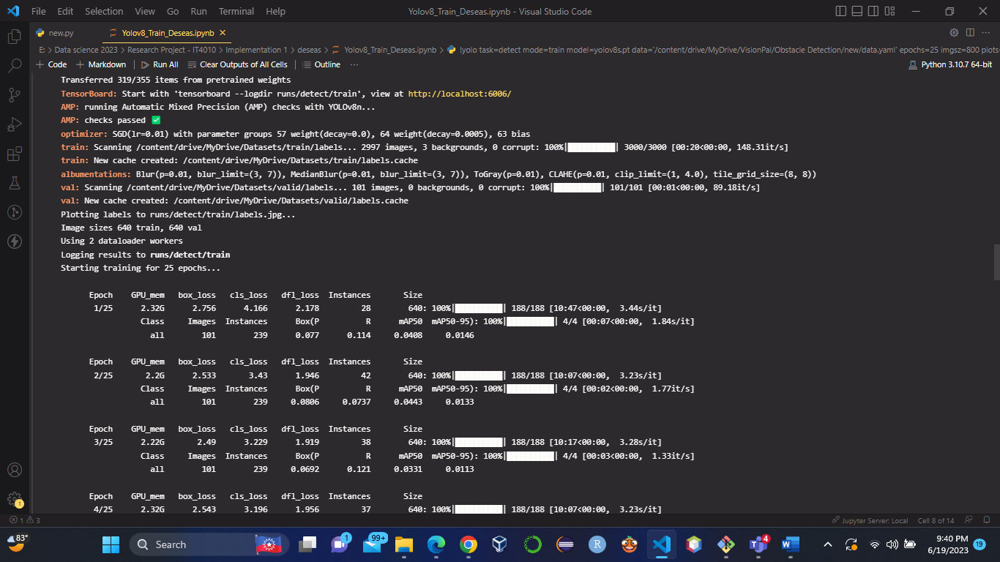 File Edit Selection View Go Run Terminal Help Yolov8_Train_Deseas.ipynb - Visual Studio Code
new.py Yolov8_Train_Deseas.ipynb
E: > Data science 2023 > Research Project - IT4010 > Implementation 1 > deseas > Yolov8_Train_Deseas.ipynb > !yolo task=detect mode=train model=yolov8s.pt data='/content/drive/MyDrive/VisionPal/Obstacle Detection/new/data.yaml' epochs=25 imgsz=800 plots=
+ Code + Markdown Run All Clear Outputs of All Cells Outline ... Python 3.10.7 64-bit
Transferred 319/355 items from pretrained weights
TensorBoard: Start with 'tensorboard --logdir runs/detect/train', view at http://localhost:6006/
AMP: running Automatic Mixed Precision (AMP) checks with YOLOv8n...
AMP: checks passed ✅
optimizer: SGD(lr=0.01) with parameter groups 57 weight(decay=0.0), 64 weight(decay=0.0005), 63 bias
train: Scanning /content/drive/MyDrive/Datasets/train/labels... 2997 images, 3 backgrounds, 0 corrupt: 100%|██████████| 3000/3000 [00:20<00:00, 148.31it/s]
train: New cache created: /content/drive/MyDrive/Datasets/train/labels.cache
albumentations: Blur(p=0.01, blur_limit=(3, 7)), MedianBlur(p=0.01, blur_limit=(3, 7)), ToGray(p=0.01), CLAHE(p=0.01, clip_limit=(1, 4.0), tile_grid_size=(8, 8))
val: Scanning /content/drive/MyDrive/Datasets/valid/labels... 101 images, 0 backgrounds, 0 corrupt: 100%|██████████| 101/101 [00:01<00:00, 89.18it/s]
val: New cache created: /content/drive/MyDrive/Datasets/valid/labels.cache
Plotting labels to runs/detect/train/labels.jpg...
Image sizes 640 train, 640 val
Using 2 dataloader workers
Logging results to runs/detect/train
Starting training for 25 epochs...
Epoch GPU_mem box_loss cls_loss dfl_loss Instances Size
1/25 2.32G 2.756 4.166 2.178 28 640: 100%|██████████| 188/188 [10:47<00:00, 3.44s/it]
Class Images Instances Box(P R mAP50 mAP50-95): 100%|██████████| 4/4 [00:07<00:00, 1.84s/it]
all 101 239 0.077 0.114 0.0408 0.0146
Epoch GPU_mem box_loss cls_loss dfl_loss Instances Size
2/25 2.2G 2.533 3.43 1.946 42 640: 100%|██████████| 188/188 [10:07<00:00, 3.23s/it]
Class Images Instances Box(P R mAP50 mAP50-95): 100%|██████████| 4/4 [00:02<00:00, 1.77it/s]
all 101 239 0.0806 0.0737 0.0443 0.0133
Epoch GPU_mem box_loss cls_loss dfl_loss Instances Size
3/25 2.22G 2.49 3.229 1.919 38 640: 100%|██████████| 188/188 [10:17<00:00, 3.28s/it]
Class Images Instances Box(P R mAP50 mAP50-95): 100%|██████████| 4/4 [00:03<00:00, 1.33it/s]
all 101 239 0.0692 0.121 0.0331 0.0113
Epoch GPU_mem box_loss cls_loss dfl_loss Instances Size
4/25 2.32G 2.543 3.196 1.956 37 640: 100%|██████████| 188/188 [10:07<00:00, 3.23s/it]
1
1 3 Jupyter Server: Local Cell 8 of 14
83° Search 1 99+ R 4 9:40 PM
6/19/2023 19